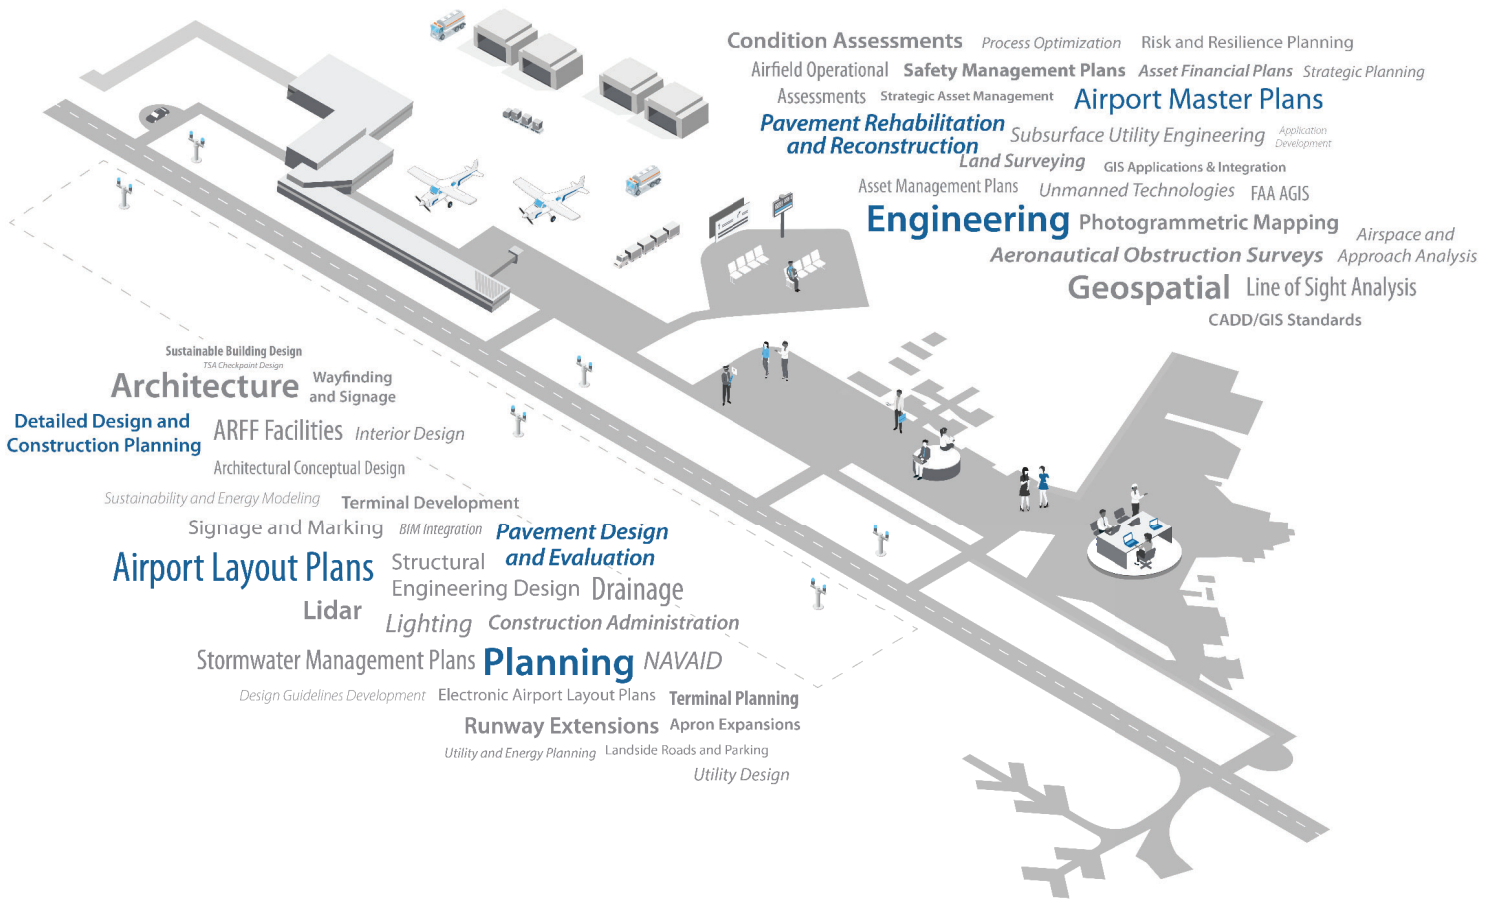 Condition Assessments Process Optimization Risk and Resilience Planning
Airfield Operational Safety Management Plans Asset Financial Plans Strategic Planning
Assessments Strategic Asset Management Airport Master Plans
Pavement Rehabilitation
and Reconstruction
Subsurface Utility Engineering
Application
Development
Land Surveying GIS Applications & Integration
Asset Management Plans Unmanned Technologies FAA AGIS
Engineering Photogrammetric Mapping
Airspace and
Approach Analysis
Aeronautical Obstruction Surveys
Geospatial Line of Sight Analysis
CADD/GIS Standards
Sustainable Building Design
TSA Checkpoint Design
Architecture
Wayfinding
and Signage
Detailed Design and
Construction Planning
ARFF Facilities Interior Design
Architectural Conceptual Design
Sustainability and Energy Modeling Terminal Development
Signage and Marking BIM Integration
Pavement Design
and Evaluation
Airport Layout Plans
Structural
Engineering Design
Drainage
Lidar
Lighting Construction Administration
Stormwater Management Plans Planning NAVAID
Design Guidelines Development Electronic Airport Layout Plans Terminal Planning
Runway Extensions Apron Expansions
Utility and Energy Planning Landside Roads and Parking
Utility Design